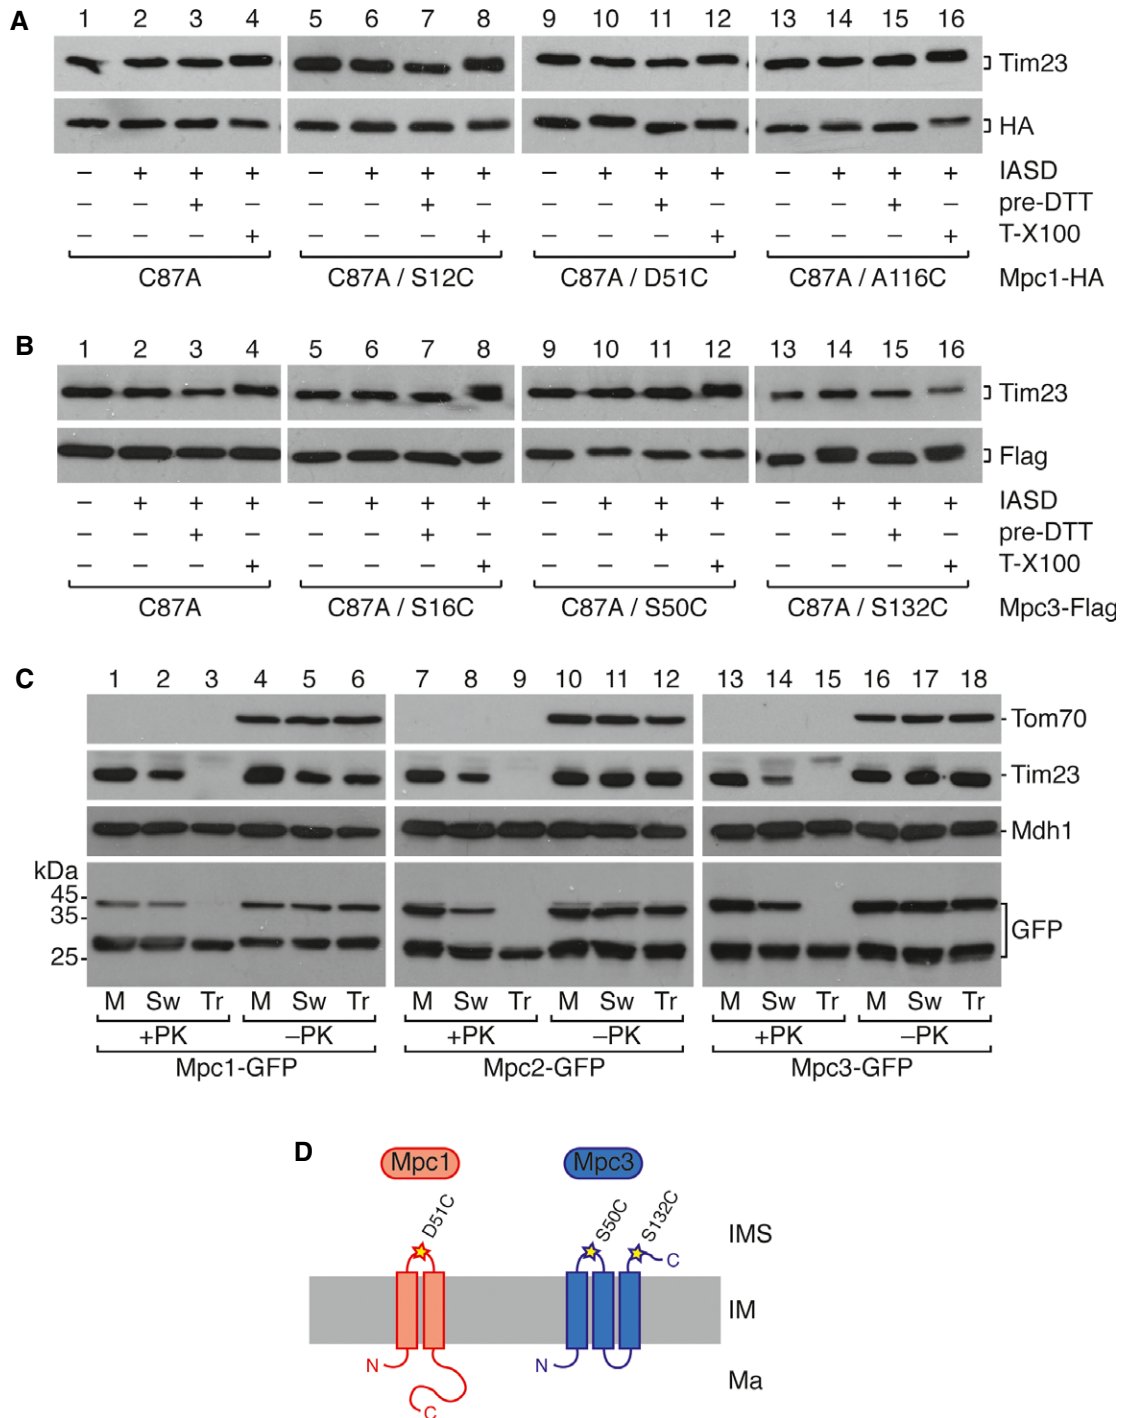 A
1 2 3 4 5 6 7 8 9 10 11 12 13 14 15 16
Tim23
HA
– + + + – + + + – + + + – + + + IASD
– – + – – – + – – – + – – – + – pre-DTT
– – – + – – – + – – – + – – – + T-X100
C87A C87A / S12C C87A / D51C C87A / A116C Mpc1-HA
B
1 2 3 4 5 6 7 8 9 10 11 12 13 14 15 16
Tim23
Flag
– + + + – + + + – + + + – + + + IASD
– – + – – – + – – – + – – – + – pre-DTT
– – – + – – – + – – – + – – – + T-X100
C87A C87A / S16C C87A / S50C C87A / S132C Mpc3-Flag
C
1 2 3 4 5 6 7 8 9 10 11 12 13 14 15 16 17 18
Tom70
Tim23
Mdh1
kDa
45
35
GFP
25
M Sw Tr M Sw Tr M Sw Tr M Sw Tr M Sw Tr M Sw Tr
+PK –PK +PK –PK +PK –PK
Mpc1-GFP Mpc2-GFP Mpc3-GFP
D
Mpc1 Mpc3
D51C S50C S132C
IMS
C
IM
N N
Ma
C